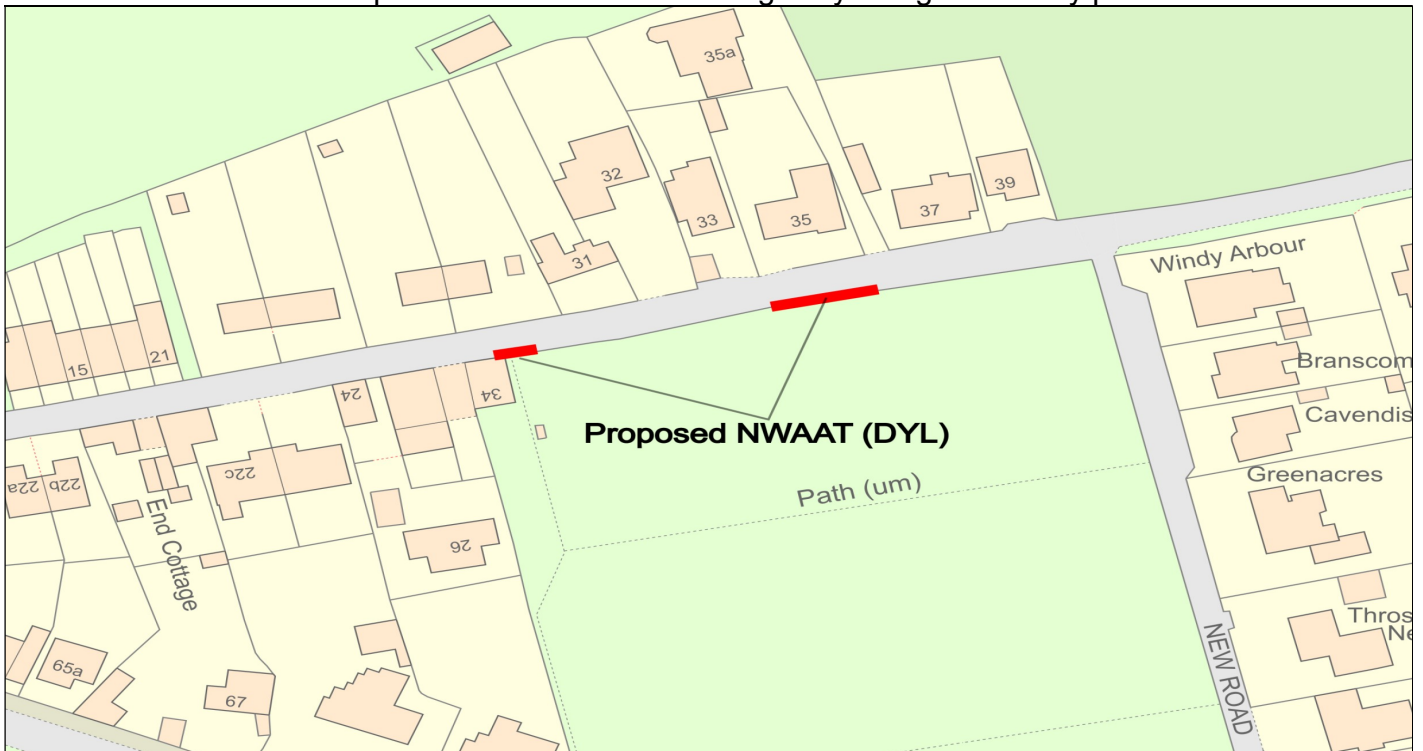 35a
32
39
37
33
35
31
Windy Arbour
21
15
Branscom
24
34
Cavendis
Proposed NWAAT (DYL)
22c
Greenacres
22a
22b
Path (um)
End Cottage
26
Thros
Ne
NEW ROAD
65a
67